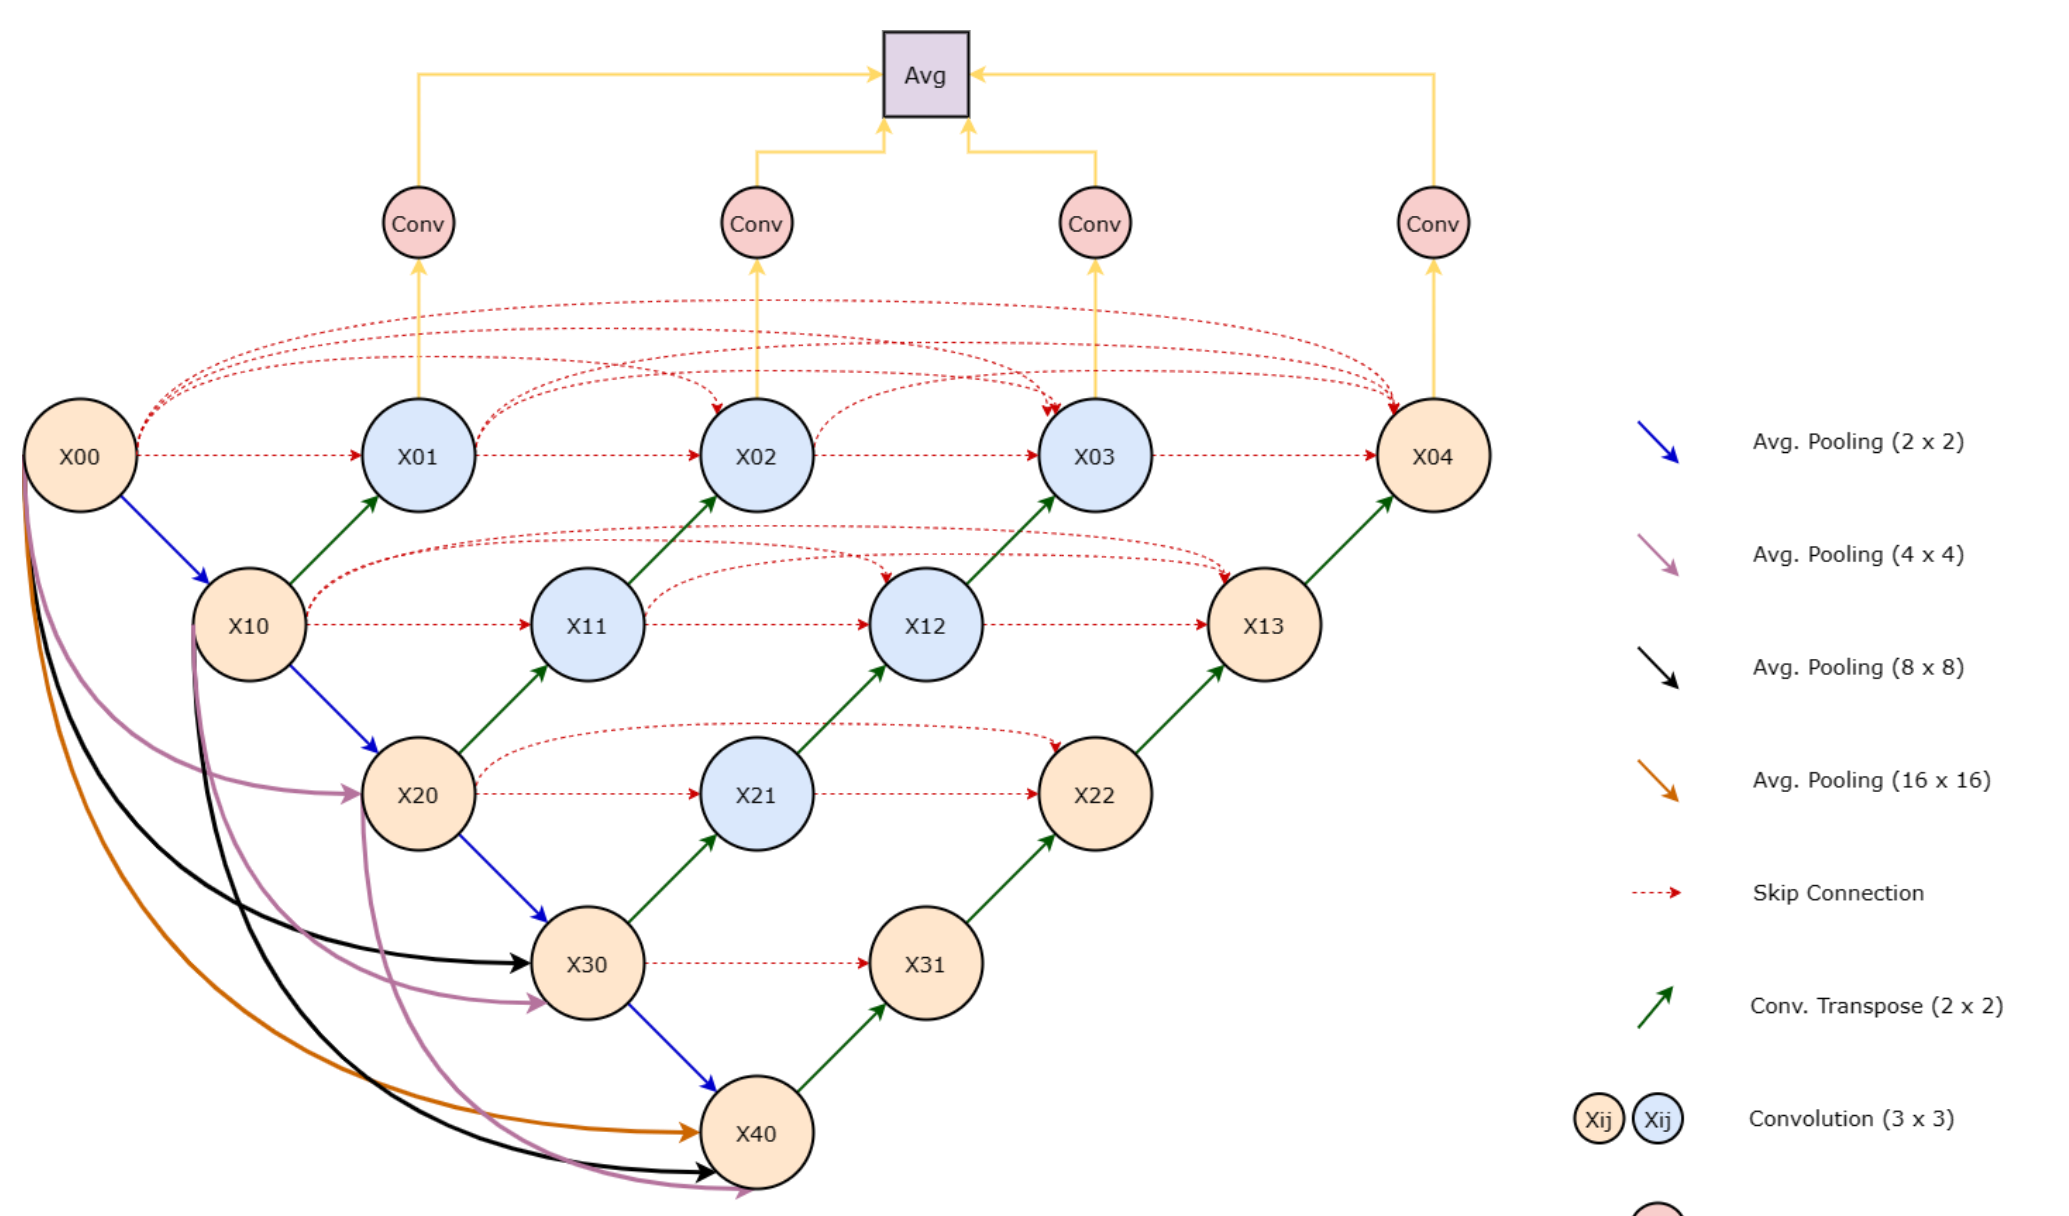 Avg
Conv
Conv
Conv
Conv
X00
X01
X02
X03
X04
X10
X11
X12
X13
X20
X21
X22
X30
X31
X40
Avg. Pooling (2 x 2)
Avg. Pooling (4 x 4)
Avg. Pooling (8 x 8)
Avg. Pooling (16 x 16)
Skip Connection
Conv. Transpose (2 x 2)
Xij Xij Convolution (3 x 3)